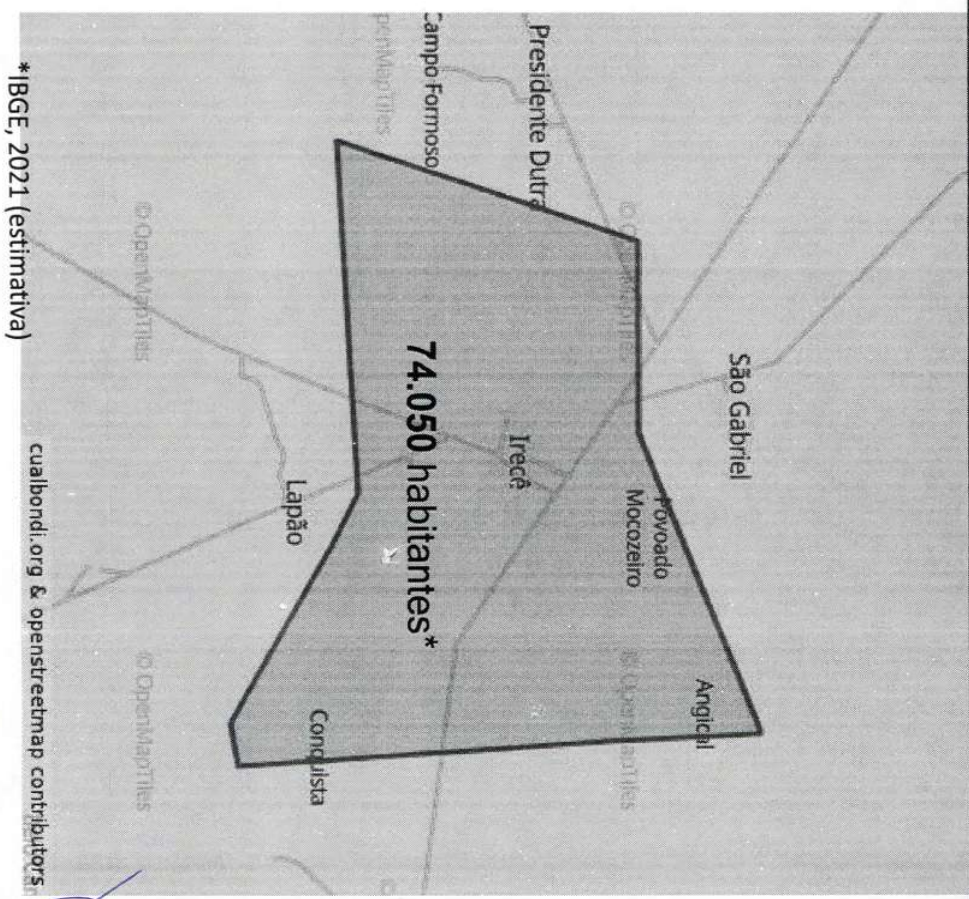 São Gabriel
Presidente Dutra
© OpenMapTiles
© OpenMapTiles
Povoado
Mocozeiro
Angical
Irecê
Campo Formoso
74.050 habitantes*
OpenMapTiles
Lapão
Conquista
© OpenMapTiles
© OpenMapTiles
*IBGE, 2021 (estimativa)
cualbondi.org & openstreetmap contributors